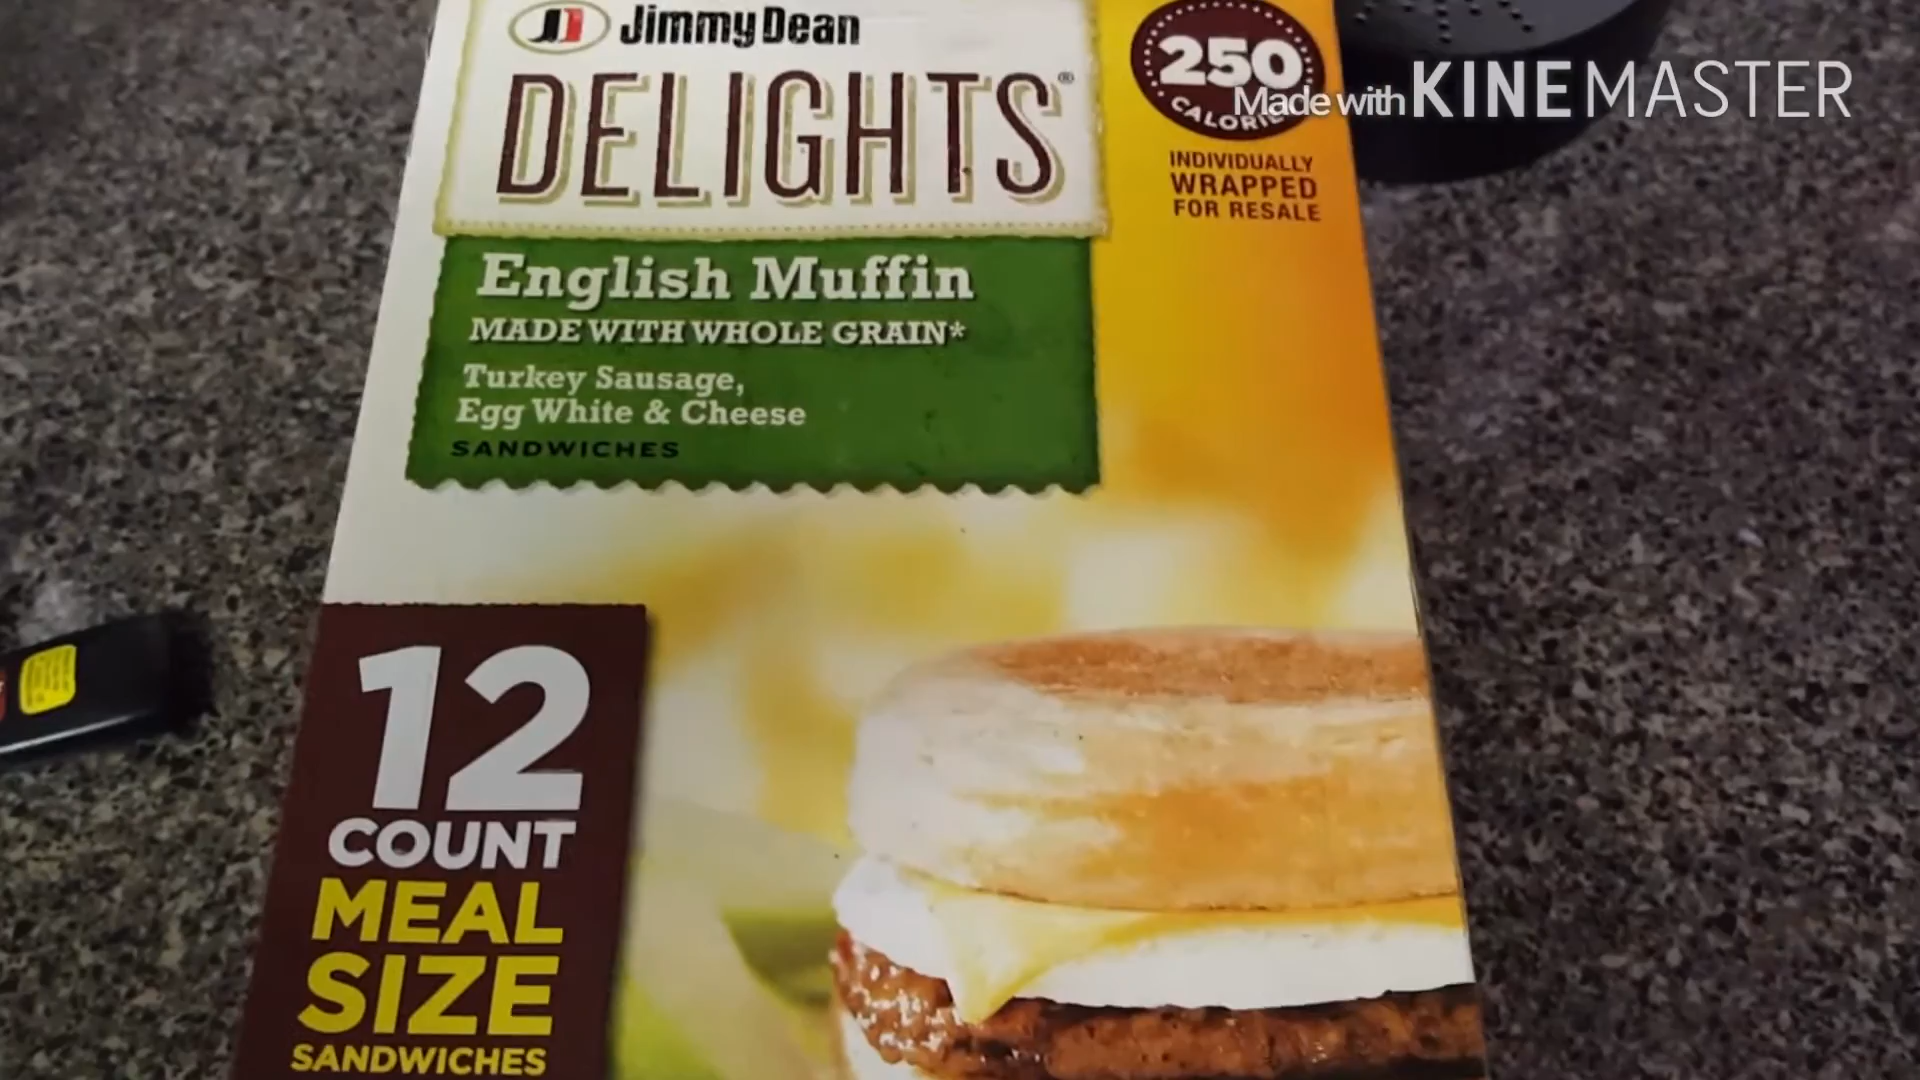 Jimmy Dean
DELIGHTS®
250
CALORIES
INDIVIDUALLY
WRAPPED
FOR RESALE
Made with KINEMASTER
English Muffin
MADE WITH WHOLE GRAIN*
Turkey Sausage,
Egg White & Cheese
SANDWICHES
12
COUNT
MEAL
SIZE
SANDWICHES